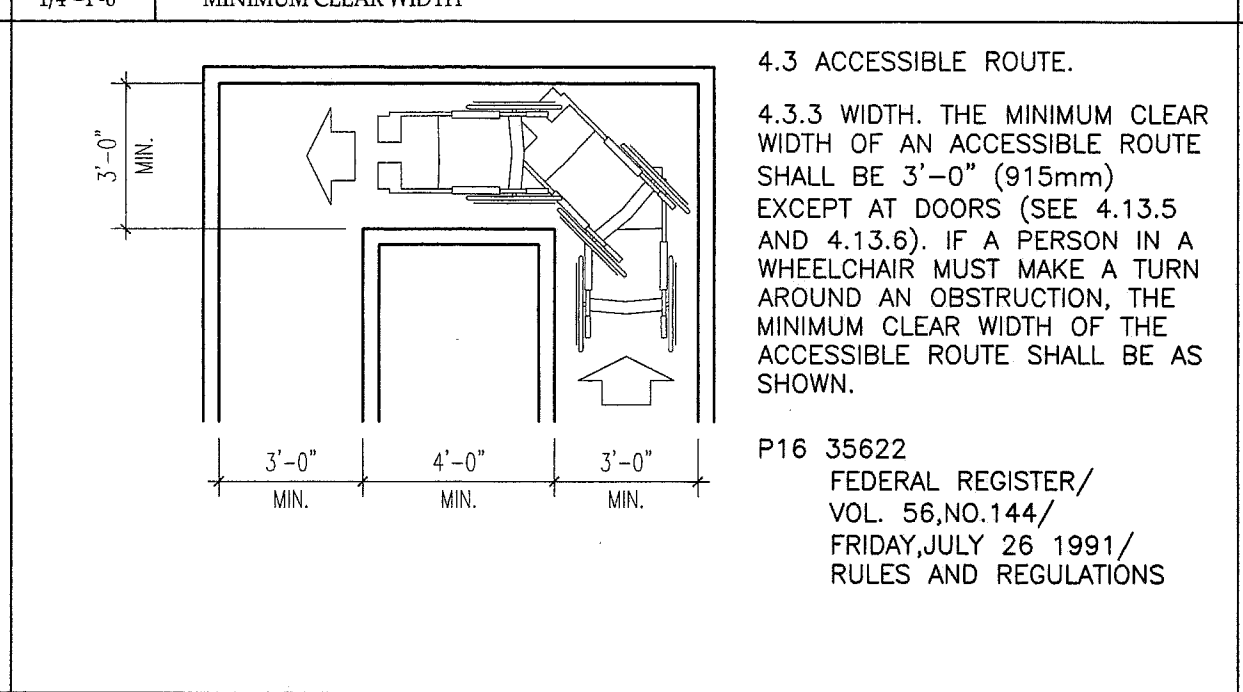 MINIMUM CLEAR WIDTH
3'-0"
MIN.
4.3 ACCESSIBLE ROUTE.
4.3.3 WIDTH. THE MINIMUM CLEAR
WIDTH OF AN ACCESSIBLE ROUTE
SHALL BE 3'-0" (915mm)
EXCEPT AT DOORS (SEE 4.13.5
AND 4.13.6). IF A PERSON IN A
WHEELCHAIR MUST MAKE A TURN
AROUND AN OBSTRUCTION, THE
MINIMUM CLEAR WIDTH OF THE
ACCESSIBLE ROUTE SHALL BE AS
SHOWN.
P16 35622
FEDERAL REGISTER/
VOL. 56,NO.144/
FRIDAY,JULY 26 1991/
RULES AND REGULATIONS
3'-0" 4'-0" 3'-0"
MIN. MIN. MIN.